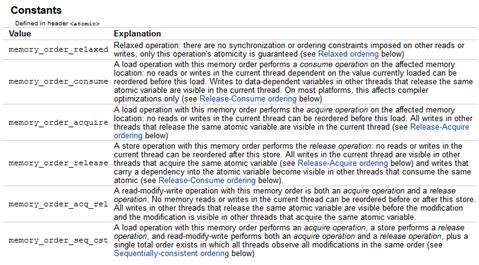 Constants
Defined in header <atomic>
Value Explanation
memory_order_relaxed
Relaxed operation: there are no synchronization or ordering constraints imposed on other reads or
writes, only this operation's atomicity is guaranteed (see Relaxed ordering below)
memory_order_consume
A load operation with this memory order performs a consume operation on the affected memory
location: no reads or writes in the current thread dependent on the value currently loaded can be
reordered before this load. Writes to data-dependent variables in other threads that release the same
atomic variable are visible in the current thread. On most platforms, this affects compiler
optimizations only (see Release-Consume ordering below)
memory_order_acquire
A load operation with this memory order performs the acquire operation on the affected memory
location: no reads or writes in the current thread can be reordered before this load. All writes in other
threads that release the same atomic variable are visible in the current thread (see Release-Acquire
ordering below)
memory_order_release
A store operation with this memory order performs the release operation: no reads or writes in the
current thread can be reordered after this store. All writes in the current thread are visible in other
threads that acquire the same atomic variable (see Release-Acquire ordering below) and writes that
carry a dependency into the atomic variable become visible in other threads that consume the same
atomic (see Release-Consume ordering below).
memory_order_acq_rel
A read-modify-write operation with this memory order is both an acquire operation and a release
operation. No memory reads or writes in the current thread can be reordered before or after this store.
All writes in other threads that release the same atomic variable are visible before the modification
and the modification is visible in other threads that acquire the same atomic variable.
memory_order_seq_cst
A load operation with this memory order performs an acquire operation, a store performs a release
operation, and read-modify-write performs both an acquire operation and a release operation, plus a
single total order exists in which all threads observe all modifications in the same order (see
Sequentially-consistent ordering below)